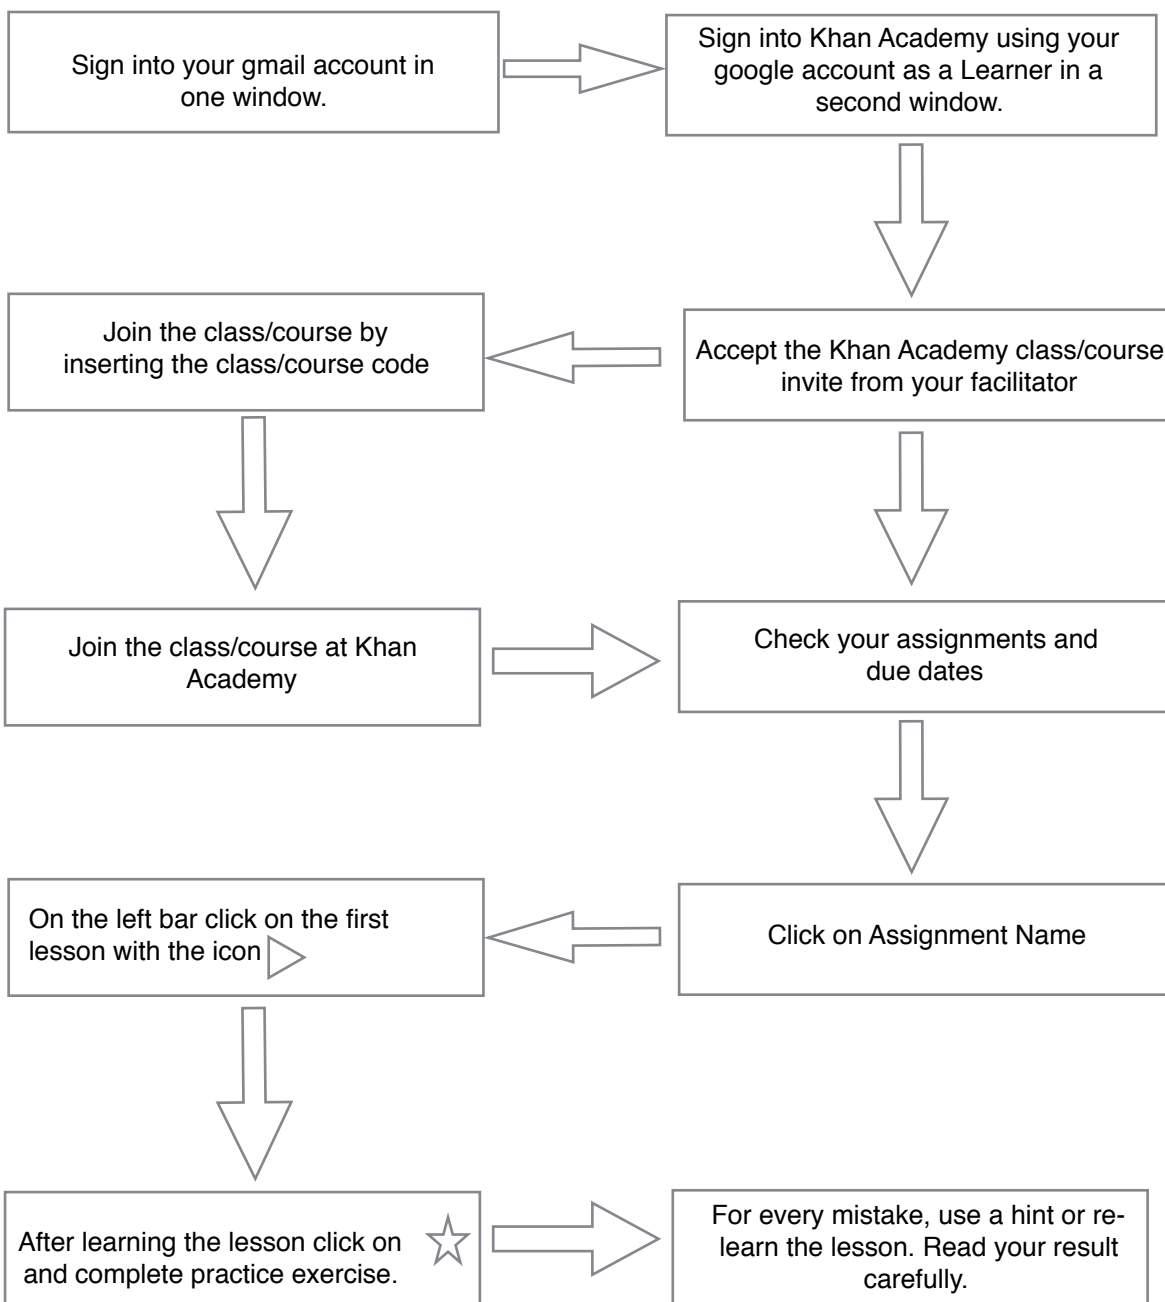 Sign into your gmail account in
one window.
Sign into Khan Academy using your
google account as a Learner in a
second window.
Accept the Khan Academy class/course
invite from your facilitator
Join the class/course by
inserting the class/course code
Join the class/course at Khan
Academy
Check your assignments and
due dates
Click on Assignment Name
On the left bar click on the first
lesson with the icon
After learning the lesson click on
and complete practice exercise.
For every mistake, use a hint or re-
learn the lesson. Read your result
carefully.